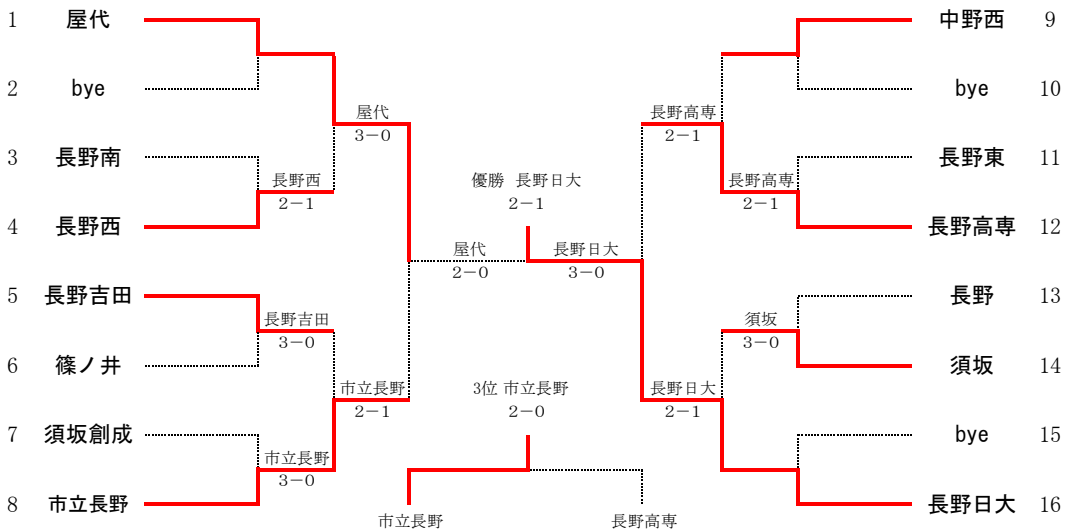 1 屋代
2 bye
3 長野南
4 長野西
5 長野吉田
6 篠ノ井
7 須坂創成
8 市立長野
長野西
2－1
長野吉田
3－0
市立長野
3－0
屋代
3－0
市立長野
2－1
屋代
2－0
優勝 長野日大
2－1
長野日大
3－0
3位 市立長野
2－0
市立長野
長野高専
長野高専
2－1
長野日大
2－1
長野高専
2－1
須坂
3－0
中野西 9
bye 10
長野東 11
長野高専 12
長野 13
須坂 14
bye 15
長野日大 16